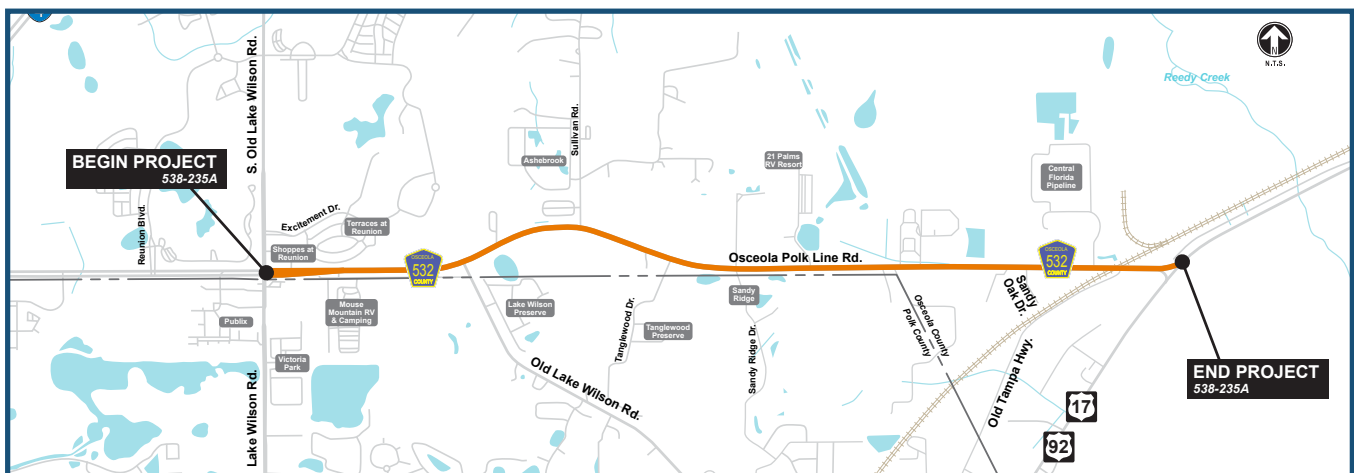 4
N
N.T.S.
Reedy Creek
S. Old Lake Wilson Rd.
BEGIN PROJECT
538-235A
Sullivan Rd.
Ashebrook
21 Palms
RV Resort
Central
Florida
Pipeline
Reunion Blvd.
Excitement Dr.
Terraces at
Reunion
Shoppes at
Reunion
OSCEOLA
532
COUNTY
Osceola Polk Line Rd.
OSCEOLA
532
COUNTY
Sandy
Oak Dr.
Mouse
Mountain RV
& Camping
Publix
Lake Wilson
Preserve
Tanglewood Dr.
Tanglewood
Preserve
Sandy
Ridge
Sandy Ridge Dr.
Osceola County
Polk County
Victoria
Park
Old Lake Wilson Rd.
Lake Wilson Rd.
Old Tampa Hwy.
END PROJECT
538-235A
17
92